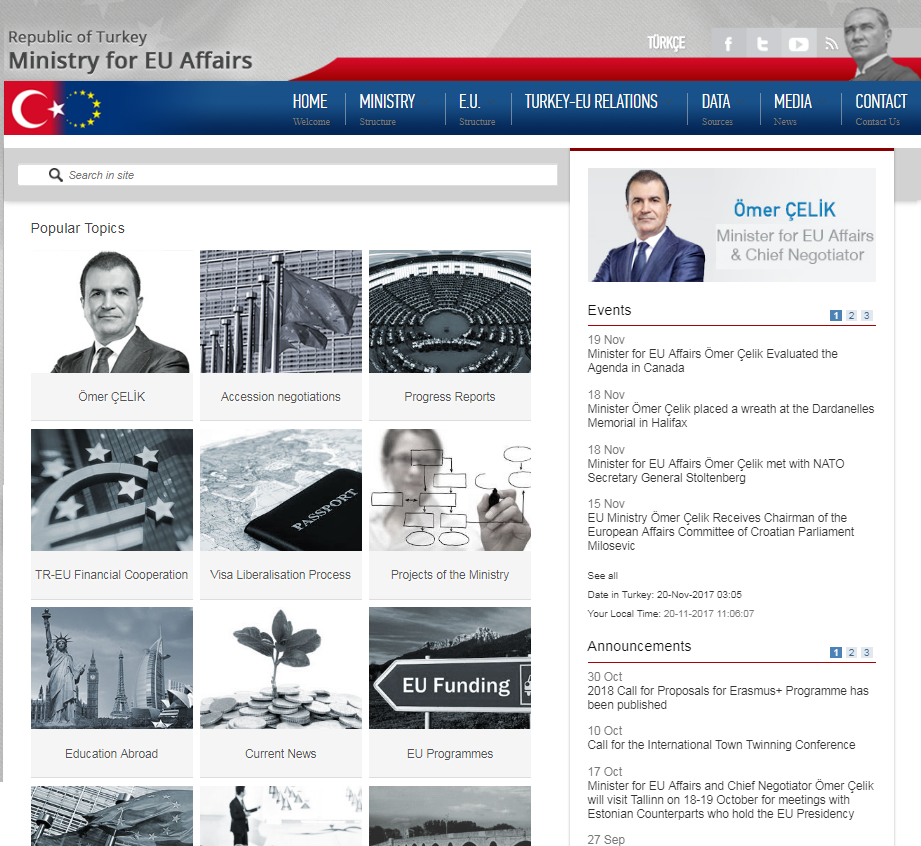 Republic of Turkey
Ministry for EU Affairs
TÜRKÇE
HOME
Welcome
MINISTRY
Structure
E.U.
Structure
TURKEY-EU RELATIONS
DATA
Sources
MEDIA
News
CONTACT
Contact Us
Search in site
Popular Topics
Ömer ÇELİK
Accession negotiations
Progress Reports
PASSPORT
TR-EU Financial Cooperation
Visa Liberalisation Process
Projects of the Ministry
EU Funding
Education Abroad
Current News
EU Programmes
Ömer ÇELİK
Minister for EU Affairs
& Chief Negotiator
Events
1 2 3
19 Nov
Minister for EU Affairs Ömer Çelik Evaluated the
Agenda in Canada
18 Nov
Minister Ömer Çelik placed a wreath at the Dardanelles
Memorial in Halifax
18 Nov
Minister for EU Affairs Ömer Çelik met with NATO
Secretary General Stoltenberg
15 Nov
EU Ministry Ömer Çelik Receives Chairman of the
European Affairs Committee of Croatian Parliament
Milosevic
See all
Date in Turkey: 20-Nov-2017 03:05
Your Local Time: 20-11-2017 11:06:07
Announcements
1 2 3
30 Oct
2018 Call for Proposals for Erasmus+ Programme has
been published
10 Oct
Call for the International Town Twinning Conference
17 Oct
Minister for EU Affairs and Chief Negotiator Ömer Çelik
will visit Tallinn on 18-19 October for meetings with
Estonian Counterparts who hold the EU Presidency
27 Sep